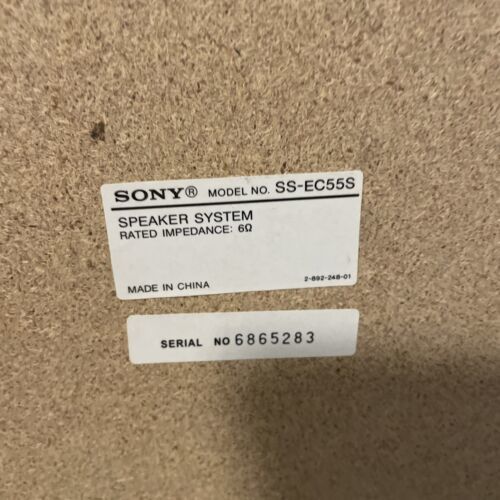 SONY® MODEL NO. SS-EC55S
SPEAKER SYSTEM
RATED IMPEDANCE: 6Ω
2-892-248-01
MADE IN CHINA
SERIAL NO 6865283